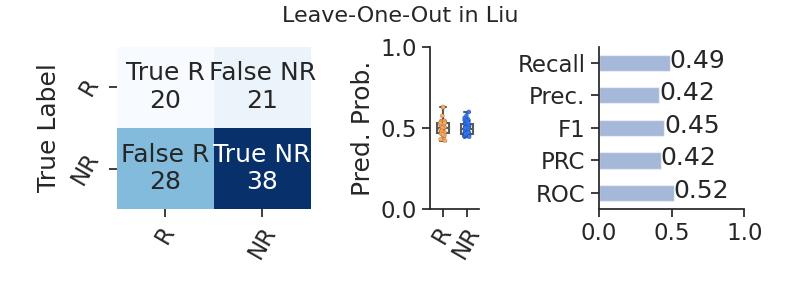 Leave-One-Out in Liu
True Label
R
NR
True R
20
False NR
21
False R
28
True NR
38
R
NR
Pred. Prob.
1.0
0.5
0.0
R
NR
Recall
0.49
Prec.
0.42
F1
0.45
PRC
0.42
ROC
0.52
0.0
0.5
1.0